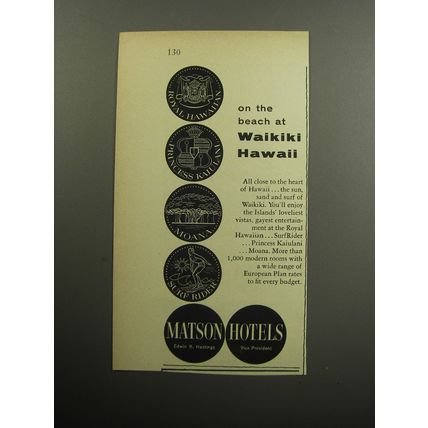 130
ROYAL HAWAIIAN
PRINCESS KAIULANI
MOANA
SURF RIDER
on the
beach at
Waikiki
Hawaii
All close to the heart
of Hawaii . . . the sun,
sand and surf of
Waikiki. You'll enjoy
the Islands' loveliest
vistas, gayest entertain-
ment at the Royal
Hawaiian . . . SurfRider
. . . Princess Kaiulani
. . . Moana. More than
1,000 modern rooms with
a wide range of
European Plan rates
to fit every budget.
MATSON HOTELS
Edwin K. Hastings Vice President